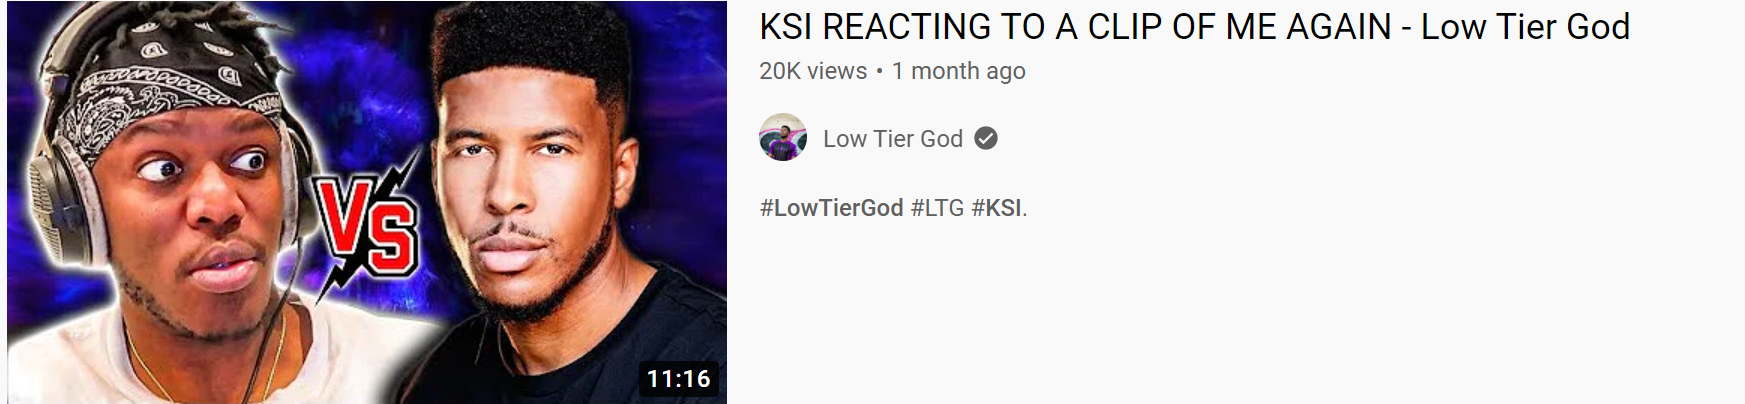 KSI REACTING TO A CLIP OF ME AGAIN - Low Tier God
20K views • 1 month ago
Low Tier God
#LowTierGod #LTG #KSI.
VS
11:16